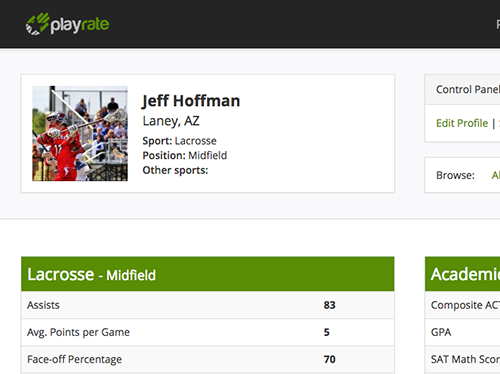 playrate
Jeff Hoffman
Laney, AZ
Sport: Lacrosse
Position: Midfield
Other sports:
Control Panel
Edit Profile |
Browse:
Lacrosse - Midfield
Assists 83
Avg. Points per Game 5
Face-off Percentage 70
Academic
Composite ACT
GPA
SAT Math Scor